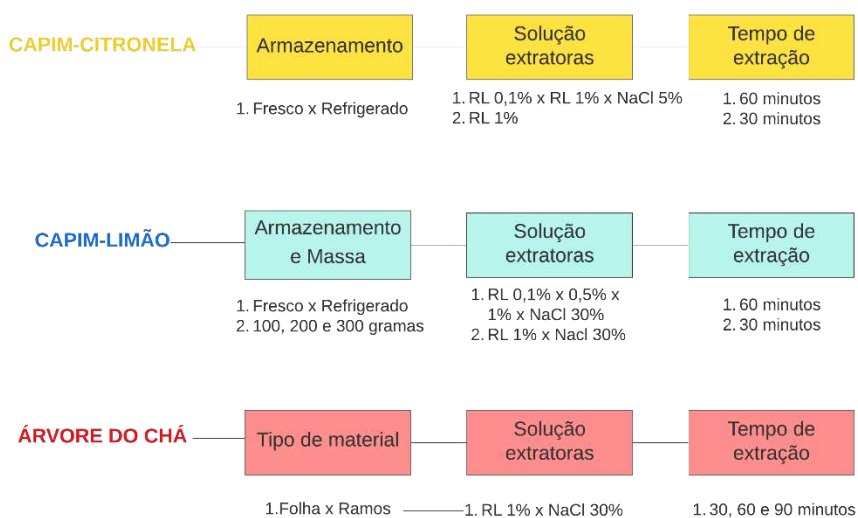 CAPIM-CITRONELA
Armazenamento
Solução
extratoras
Tempo de
extração
1. Fresco x Refrigerado
1. RL 0,1% x RL 1% x NaCl 5%
2. RL 1%
1. 60 minutos
2. 30 minutos
CAPIM-LIMÃO
Armazenamento
e Massa
Solução
extratoras
Tempo de
extração
1. Fresco x Refrigerado
2. 100, 200 e 300 gramas
1. RL 0,1% x 0,5% x
1% x NaCl 30%
2. RL 1% x Nacl 30%
1. 60 minutos
2. 30 minutos
ÁRVORE DO CHÁ
Tipo de material
Solução
extratoras
Tempo de
extração
1.Folha x Ramos
1. RL 1% x NaCl 30%
1. 30, 60 e 90 minutos